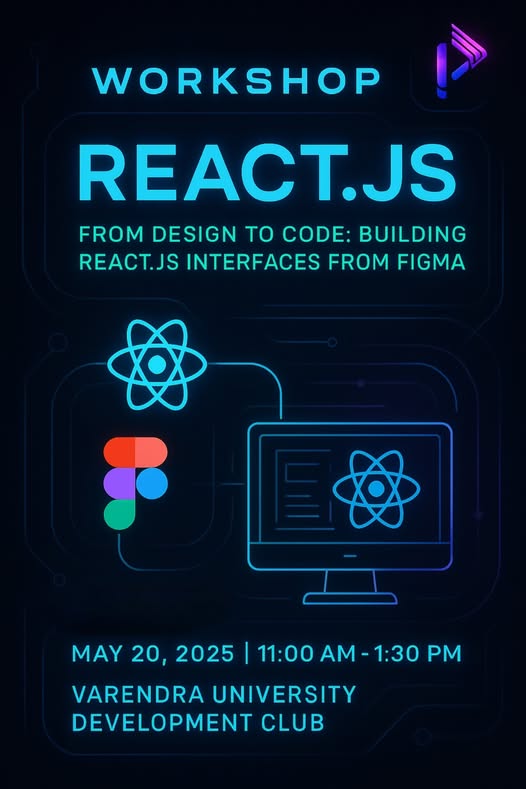 WORKSHOP
REACT.JS
FROM DESIGN TO CODE: BUILDING
REACT.JS INTERFACES FROM FIGMA
MAY 20, 2025 | 11:00 AM - 1:30 PM
VARENDRA UNIVERSITY
DEVELOPMENT CLUB